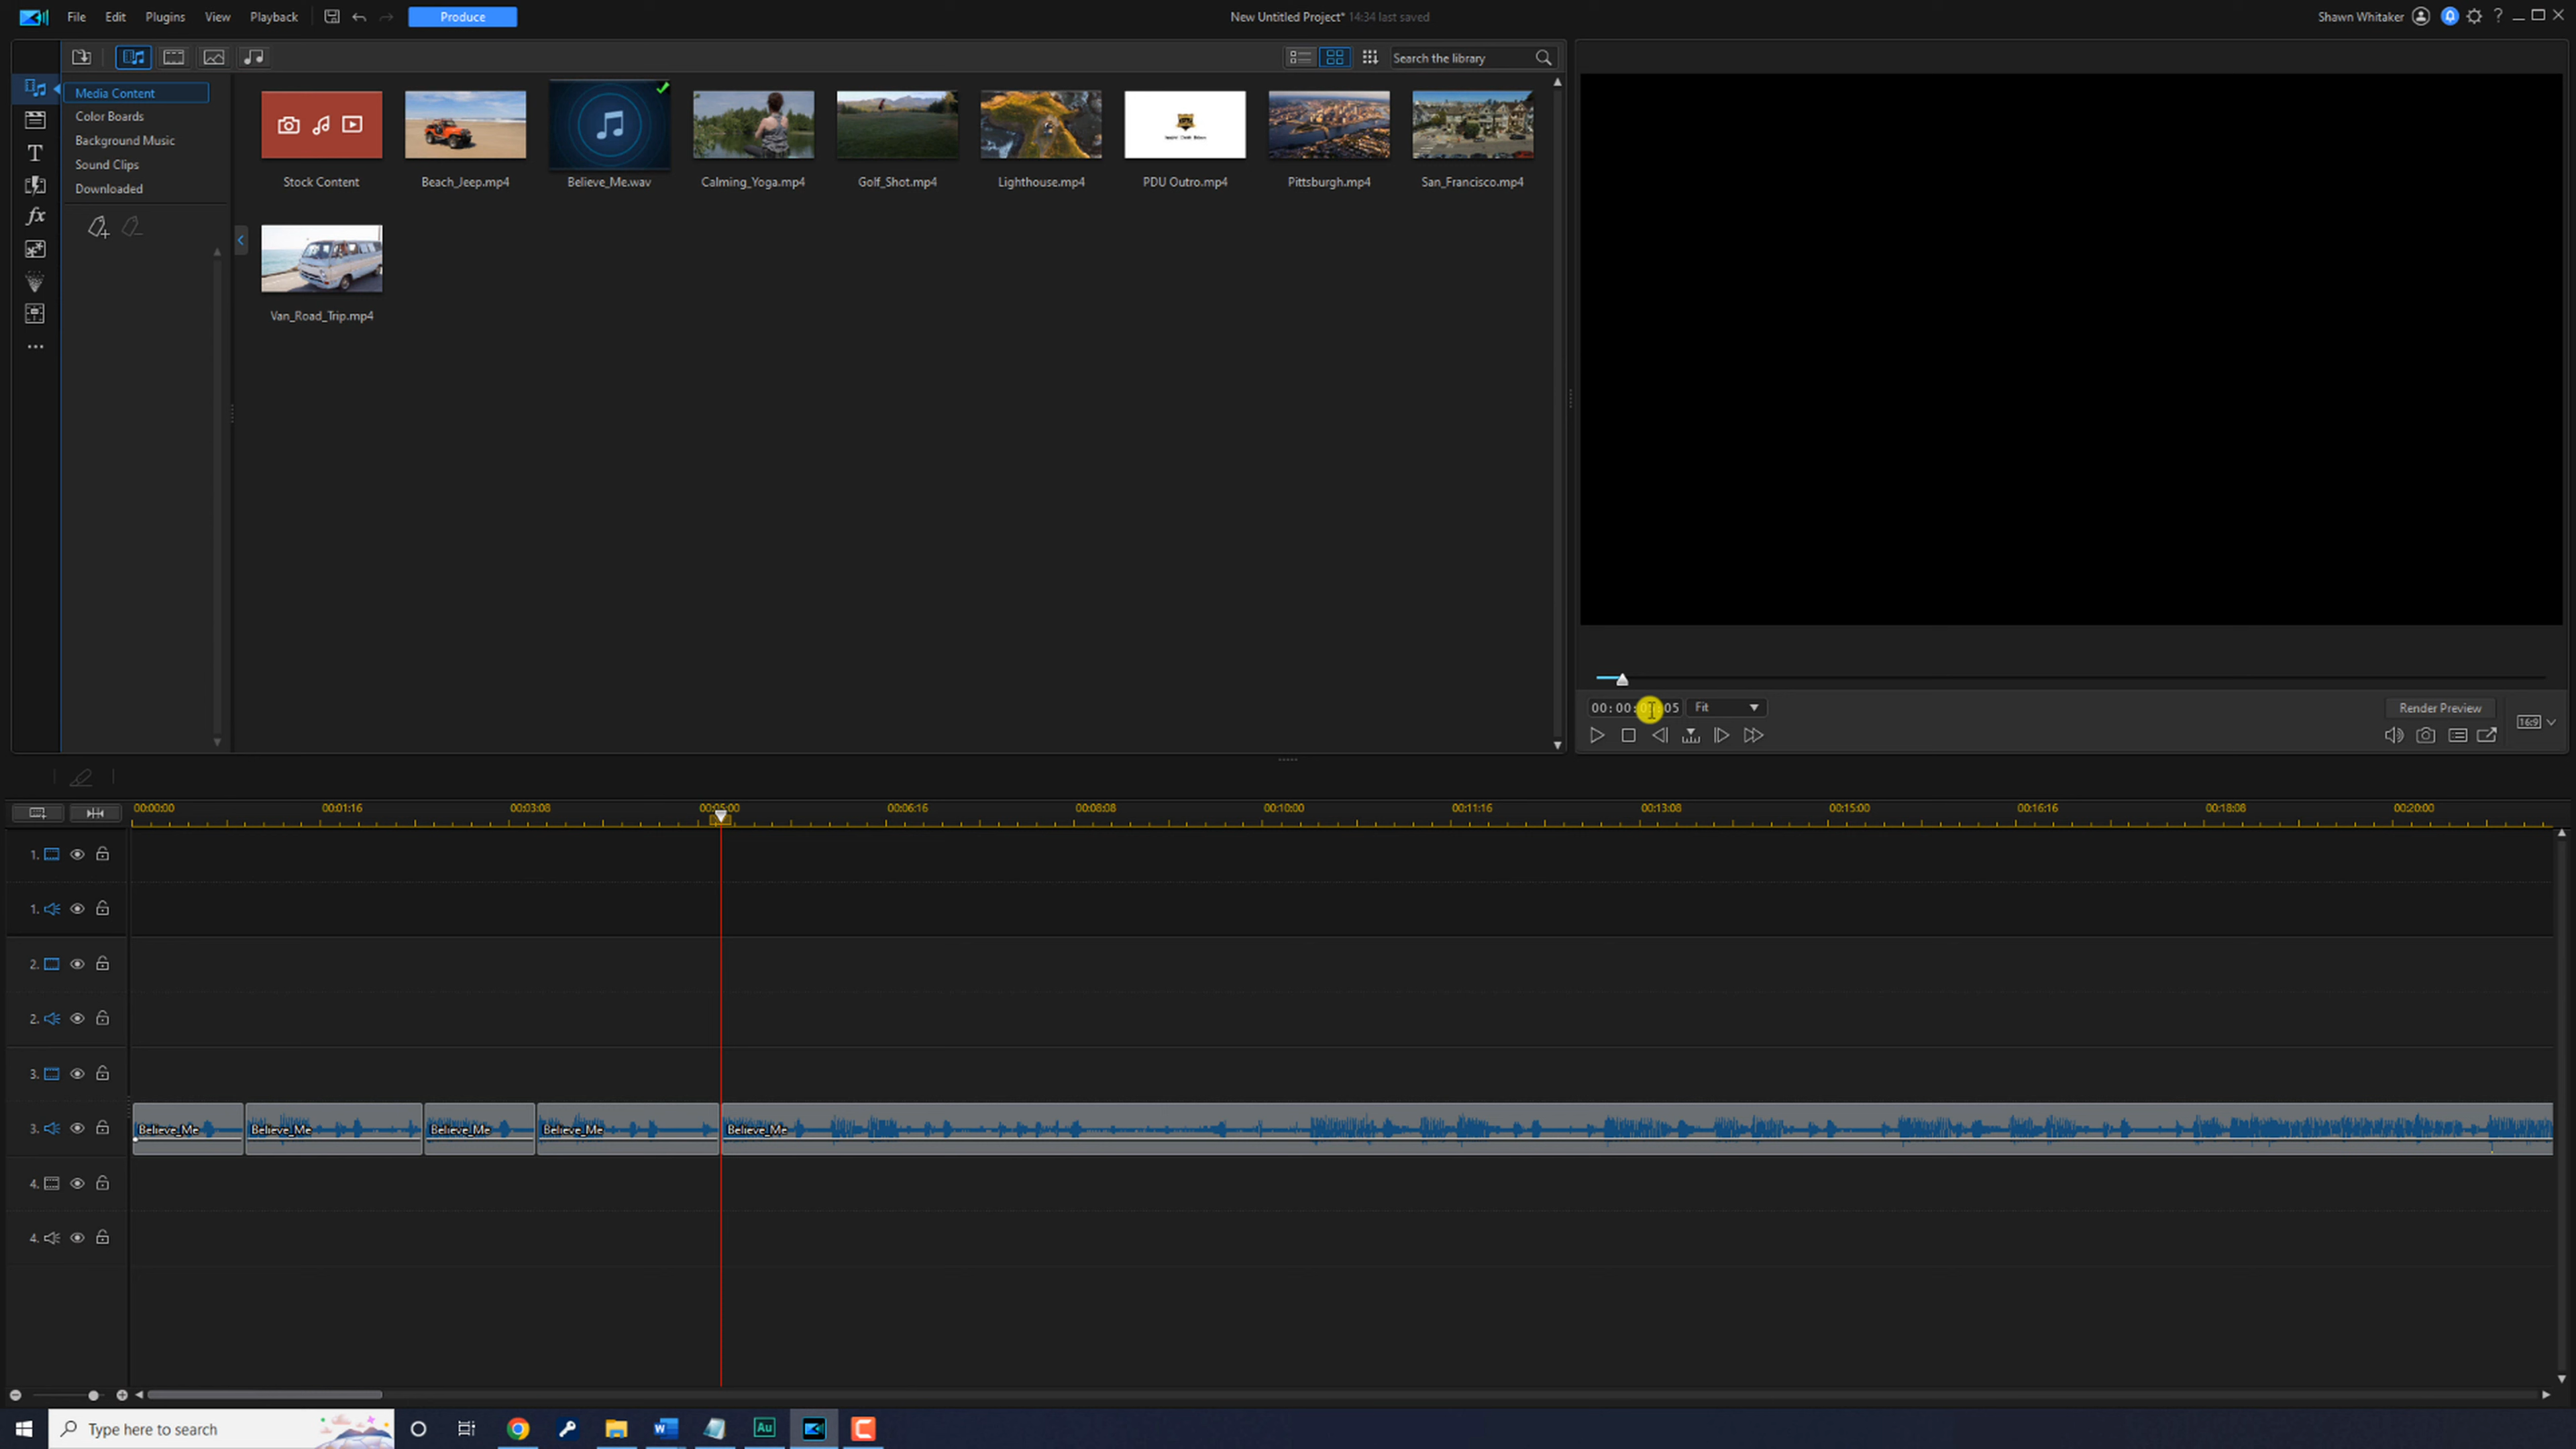 File Edit Plugins View Playback Produce New Untitled Project* 14:34 last saved Shawn Whitaker
Search the library
Media Content
Color Boards
Background Music
Sound Clips
Downloaded
Stock Content Beach_Jeep.mp4 Believe_Me.wav Calming_Yoga.mp4 Golf_Shot.mp4 Lighthouse.mp4 PDU Outro.mp4 Pittsburgh.mp4 San_Francisco.mp4
Van_Road_Trip.mp4
Fit Render Preview
16:9
00:00:00 00:01:16 00:03:08 00:05:00 00:06:16 00:08:08 00:10:00 00:11:16 00:13:08 00:15:00 00:16:16 00:18:08 00:20:00
1.
1.
2.
2.
3.
3. Believe_Me Believe_Me Believe_Me Believe_Me Believe_Me
4.
4.
Type here to search Au